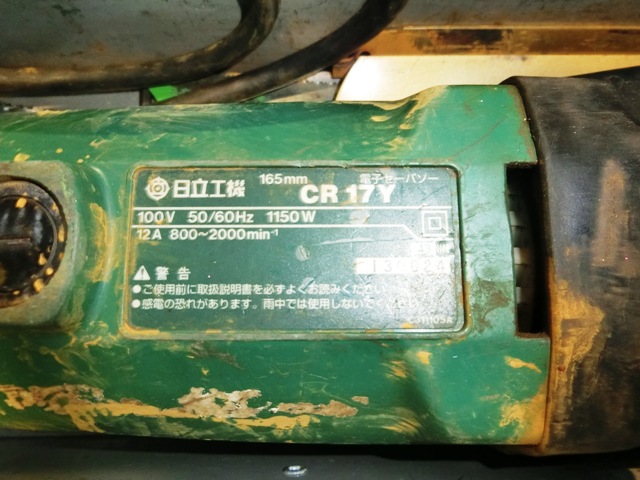 日立工機 165mm 電子セーバソー
CR 17Y
100V 50/60Hz 1150W
12A 800~2000min⁻¹
警告
●ご使用前に取扱説明書を必ずよくお読みください
●感電の恐れがあります。雨中では使用しないでください